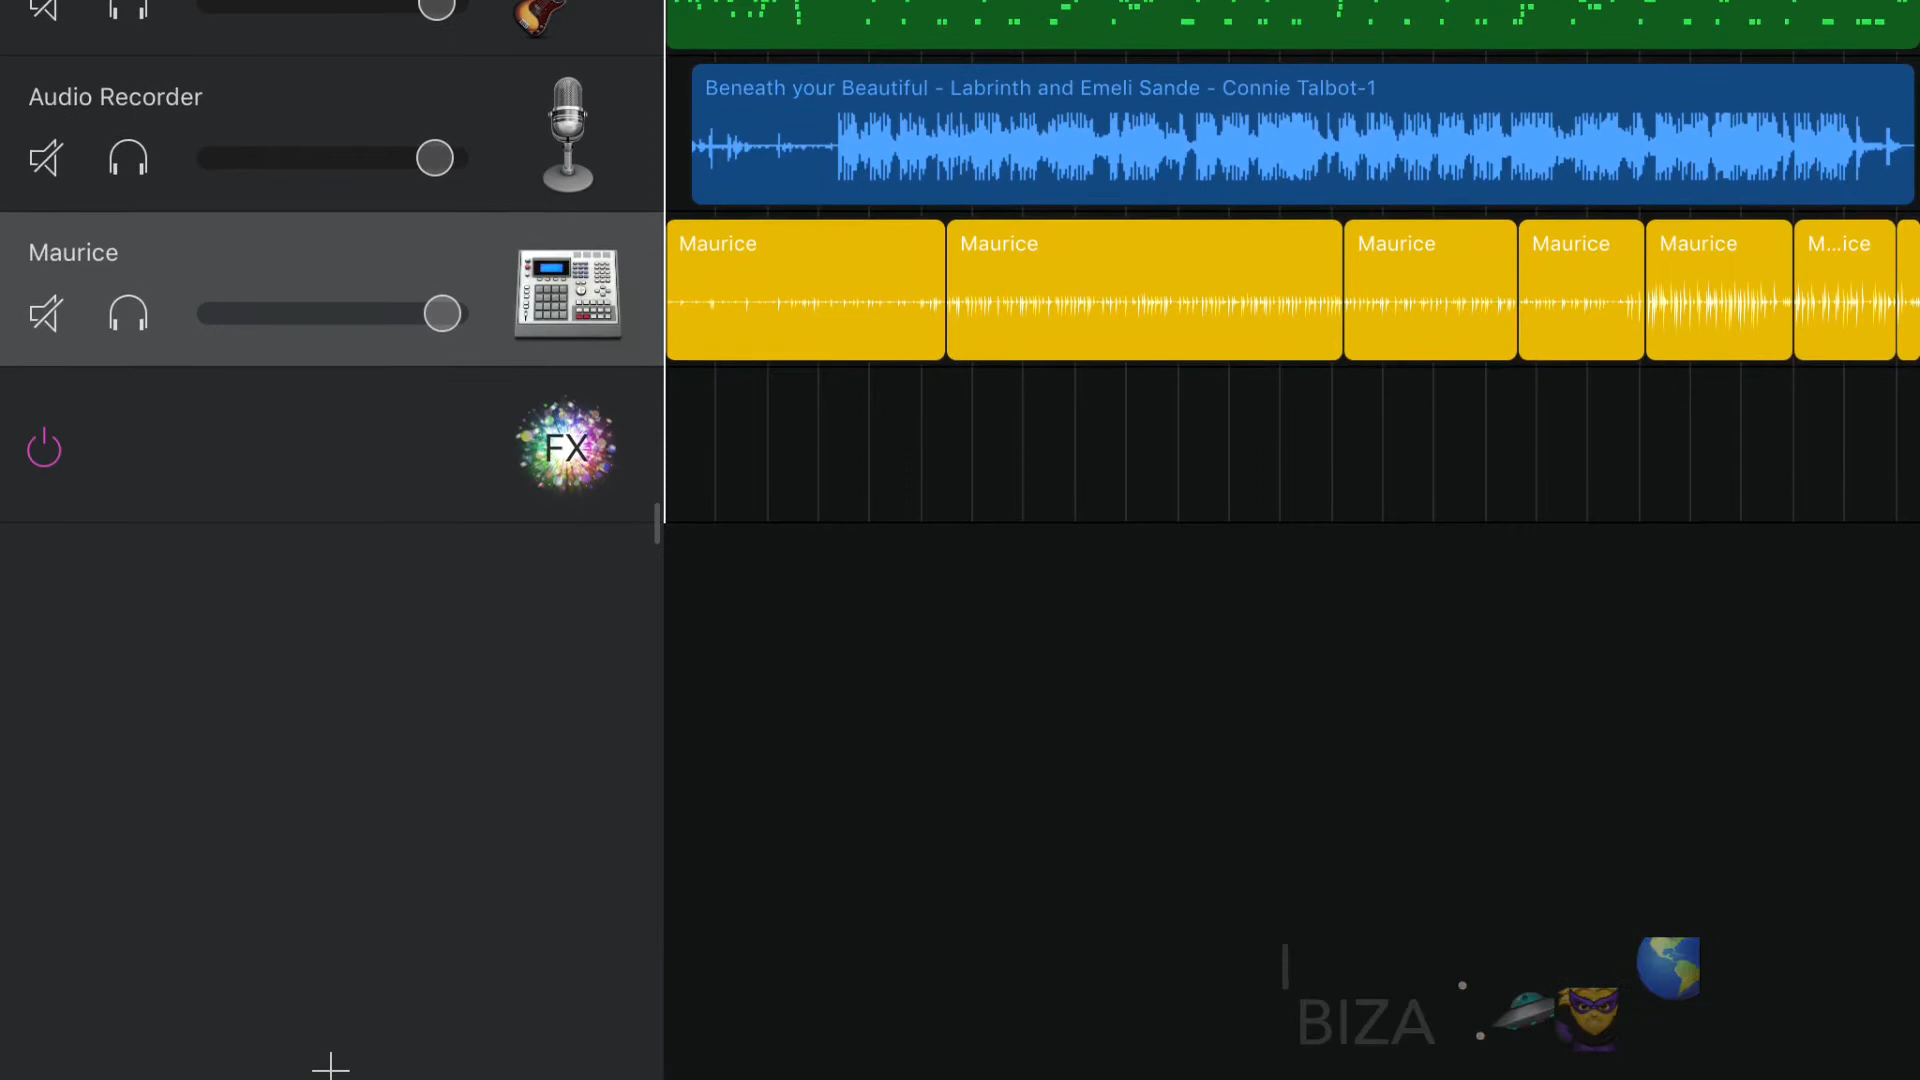 Audio Recorder
Beneath your Beautiful - Labrinth and Emeli Sande - Connie Talbot-1
Maurice
Maurice
Maurice
Maurice
Maurice
Maurice
M...ice
FX
I
BIZA